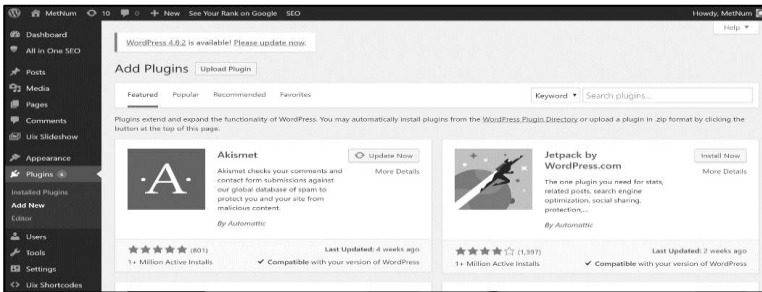 MetNum 10 0 + New See Your Rank on Google SEO Howdy, MetNum
Help ▼
Dashboard
All in One SEO
Posts
Media
Pages
Comments
Uix Slideshow
Appearance
Plugins 6
Installed Plugins
Add New
Editor
Users
Tools
Settings
Uix Shortcodes
WordPress 4.8.2 is available! Please update now.
Add Plugins Upload Plugin
Featured Popular Recommended Favorites Keyword ▼ Search plugins...
Plugins extend and expand the functionality of WordPress. You may automatically install plugins from the WordPress Plugin Directory or upload a plugin in .zip format by clicking the
button at the top of this page.
·A·
Akismet
Update Now
More Details
Akismet checks your comments and
contact form submissions against
our global database of spam to
protect you and your site from
malicious content.
By Automattic
(801)
Last Updated: 4 weeks ago
1+ Million Active Installs
✓ Compatible with your version of WordPress
Jetpack by
WordPress.com
Install Now
More Details
The one plugin you need for stats,
related posts, search engine
optimization, social sharing,
protection,...
By Automattic
(1,397)
Last Updated: 2 weeks ago
1+ Million Active Installs
✓ Compatible with your version of WordPress